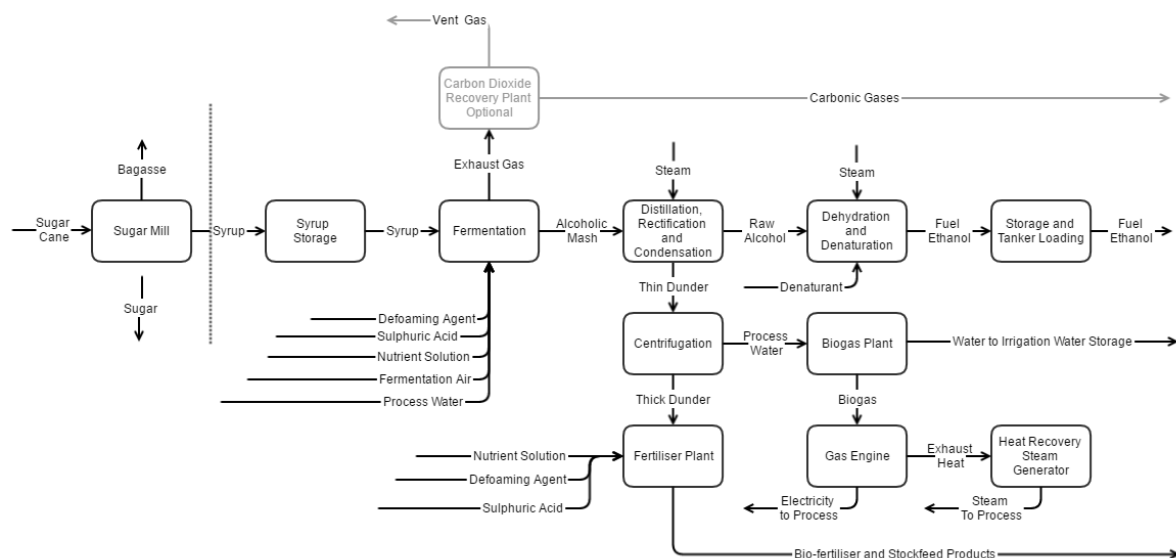 Vent Gas
Carbon Dioxide
Recovery Plant
Optional
Carbonic Gases
Bagasse
Exhaust Gas
Steam
Steam
Sugar
Cane
Sugar Mill
Syrup
Syrup
Storage
Syrup
Fermentation
Alcoholic
Mash
Distillation,
Rectification
and
Condensation
Raw
Alcohol
Dehydration
and
Denaturation
Fuel
Ethanol
Storage and
Tanker Loading
Fuel
Ethanol
Sugar
Thin Dunder
Denaturant
Defoaming Agent
Sulphuric Acid
Nutrient Solution
Fermentation Air
Process Water
Centrifugation
Process
Water
Biogas Plant
Water to Irrigation Water Storage
Thick Dunder
Biogas
Nutrient Solution
Defoaming Agent
Sulphuric Acid
Fertiliser Plant
Gas Engine
Exhaust
Heat
Heat Recovery
Steam
Generator
Electricity
to Process
Steam
To Process
Bio-fertiliser and Stockfeed Products